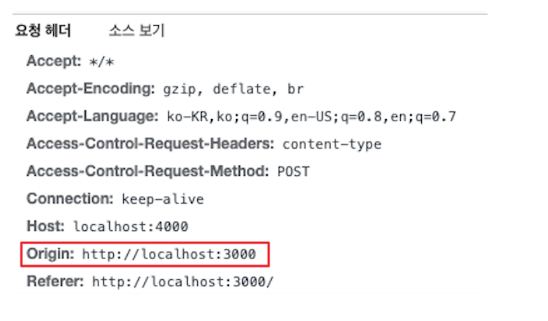 요청 헤더 소스 보기
Accept: */*
Accept-Encoding: gzip, deflate, br
Accept-Language: ko-KR,ko;q=0.9,en-US;q=0.8,en;q=0.7
Access-Control-Request-Headers: content-type
Access-Control-Request-Method: POST
Connection: keep-alive
Host: localhost:4000
Origin: http://localhost:3000
Referer: http://localhost:3000/